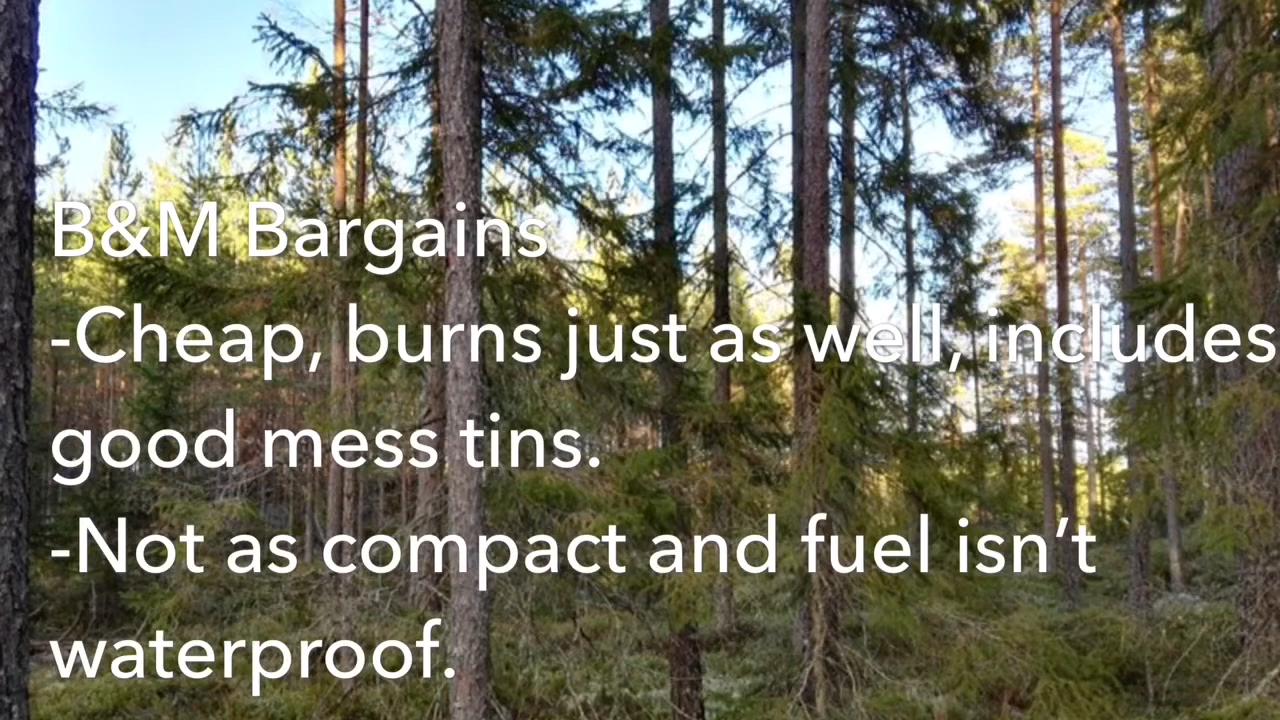 B&M Bargains
-Cheap, burns just as well, includes
good mess tins.
-Not as compact and fuel isn’t
waterproof.